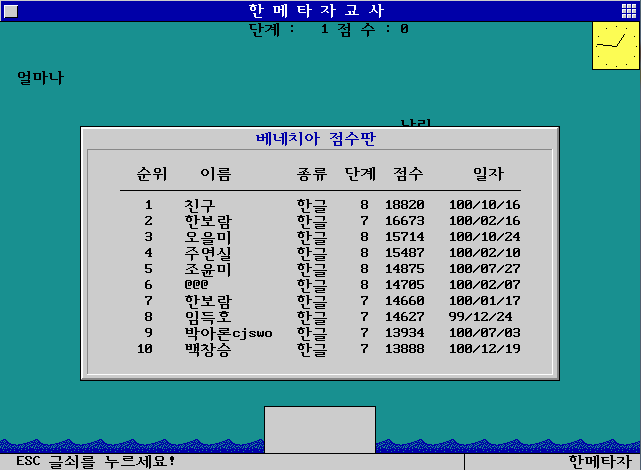 한 메 타 자 교 사
단계 : 1 점 수 : 0
얼마나
베네치아 점수판
순위 이름 종류 단계 점수 일자
1 친구 한글 8 18820 100/10/16
2 한보람 한글 7 16673 100/02/16
3 오을미 한글 8 15714 100/10/24
4 주연실 한글 8 15487 100/02/10
5 조윤미 한글 8 14875 100/07/27
6 @@@ 한글 8 14705 100/02/07
7 한보람 한글 7 14660 100/01/17
8 임득호 한글 7 14627 99/12/24
9 박아론cjswo 한글 7 13934 100/07/03
10 백창승 한글 7 13888 100/12/19
ESC 글쇠를 누르세요! 한메타자